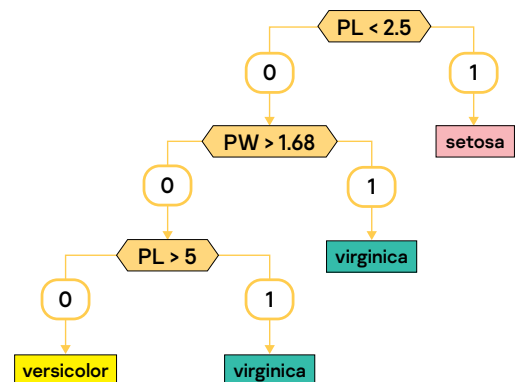 PL < 2.5
0
1
PW > 1.68
setosa
0
1
PL > 5
virginica
0
1
versicolor
virginica